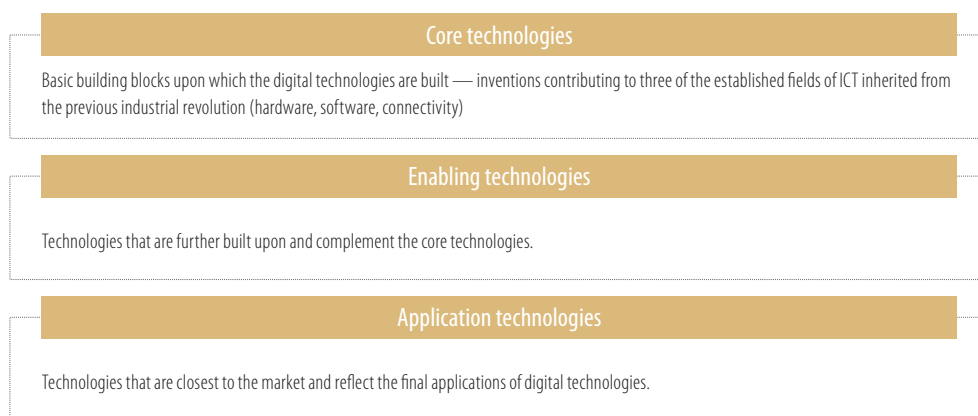 Core technologies
Basic building blocks upon which the digital technologies are built — inventions contributing to three of the established fields of ICT inherited from
the previous industrial revolution (hardware, software, connectivity)
Enabling technologies
Technologies that are further built upon and complement the core technologies.
Application technologies
Technologies that are closest to the market and reflect the final applications of digital technologies.